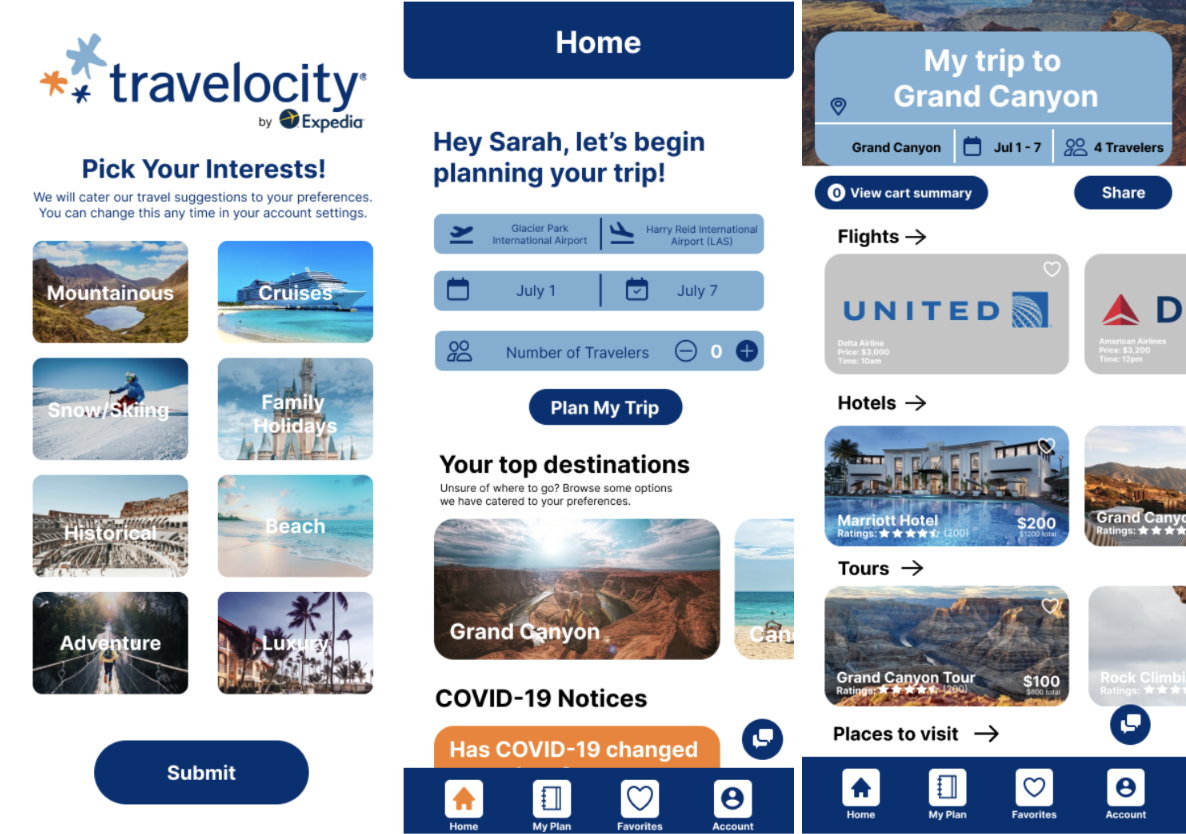 travelocity®
by Expedia
Pick Your Interests!
We will cater our travel suggestions to your preferences.
You can change this any time in your account settings.
Mountainous
Cruises
Snow/Skiing
Family
Holidays
Historical
Beach
Adventure
Luxury
Submit
Home
Hey Sarah, let's begin
planning your trip!
Glacier Park
International Airport
Harry Reid International
Airport (LAS)
July 1
July 7
Number of Travelers
0
Plan My Trip
Your top destinations
Unsure of where to go? Browse some options
we have catered to your preferences.
Grand Canyon
Can
COVID-19 Notices
Has COVID-19 changed
Home
My Plan
Favorites
Account
My trip to
Grand Canyon
Grand Canyon
Jul 1 - 7
4 Travelers
0 View cart summary
Share
Flights
UNITED
Delta Airline
Price: $3,000
Time: 10am
D
American Airlines
Price: $3,200
Time: 12pm
Hotels
Marriott Hotel
Ratings: (200)
$200
$1200 total
Grand Canyo
Ratings:
Tours
Grand Canyon Tour
Ratings: (200)
$100
$800 total
Rock Climbi
Ratings:
Places to visit
Home
My Plan
Favorites
Account